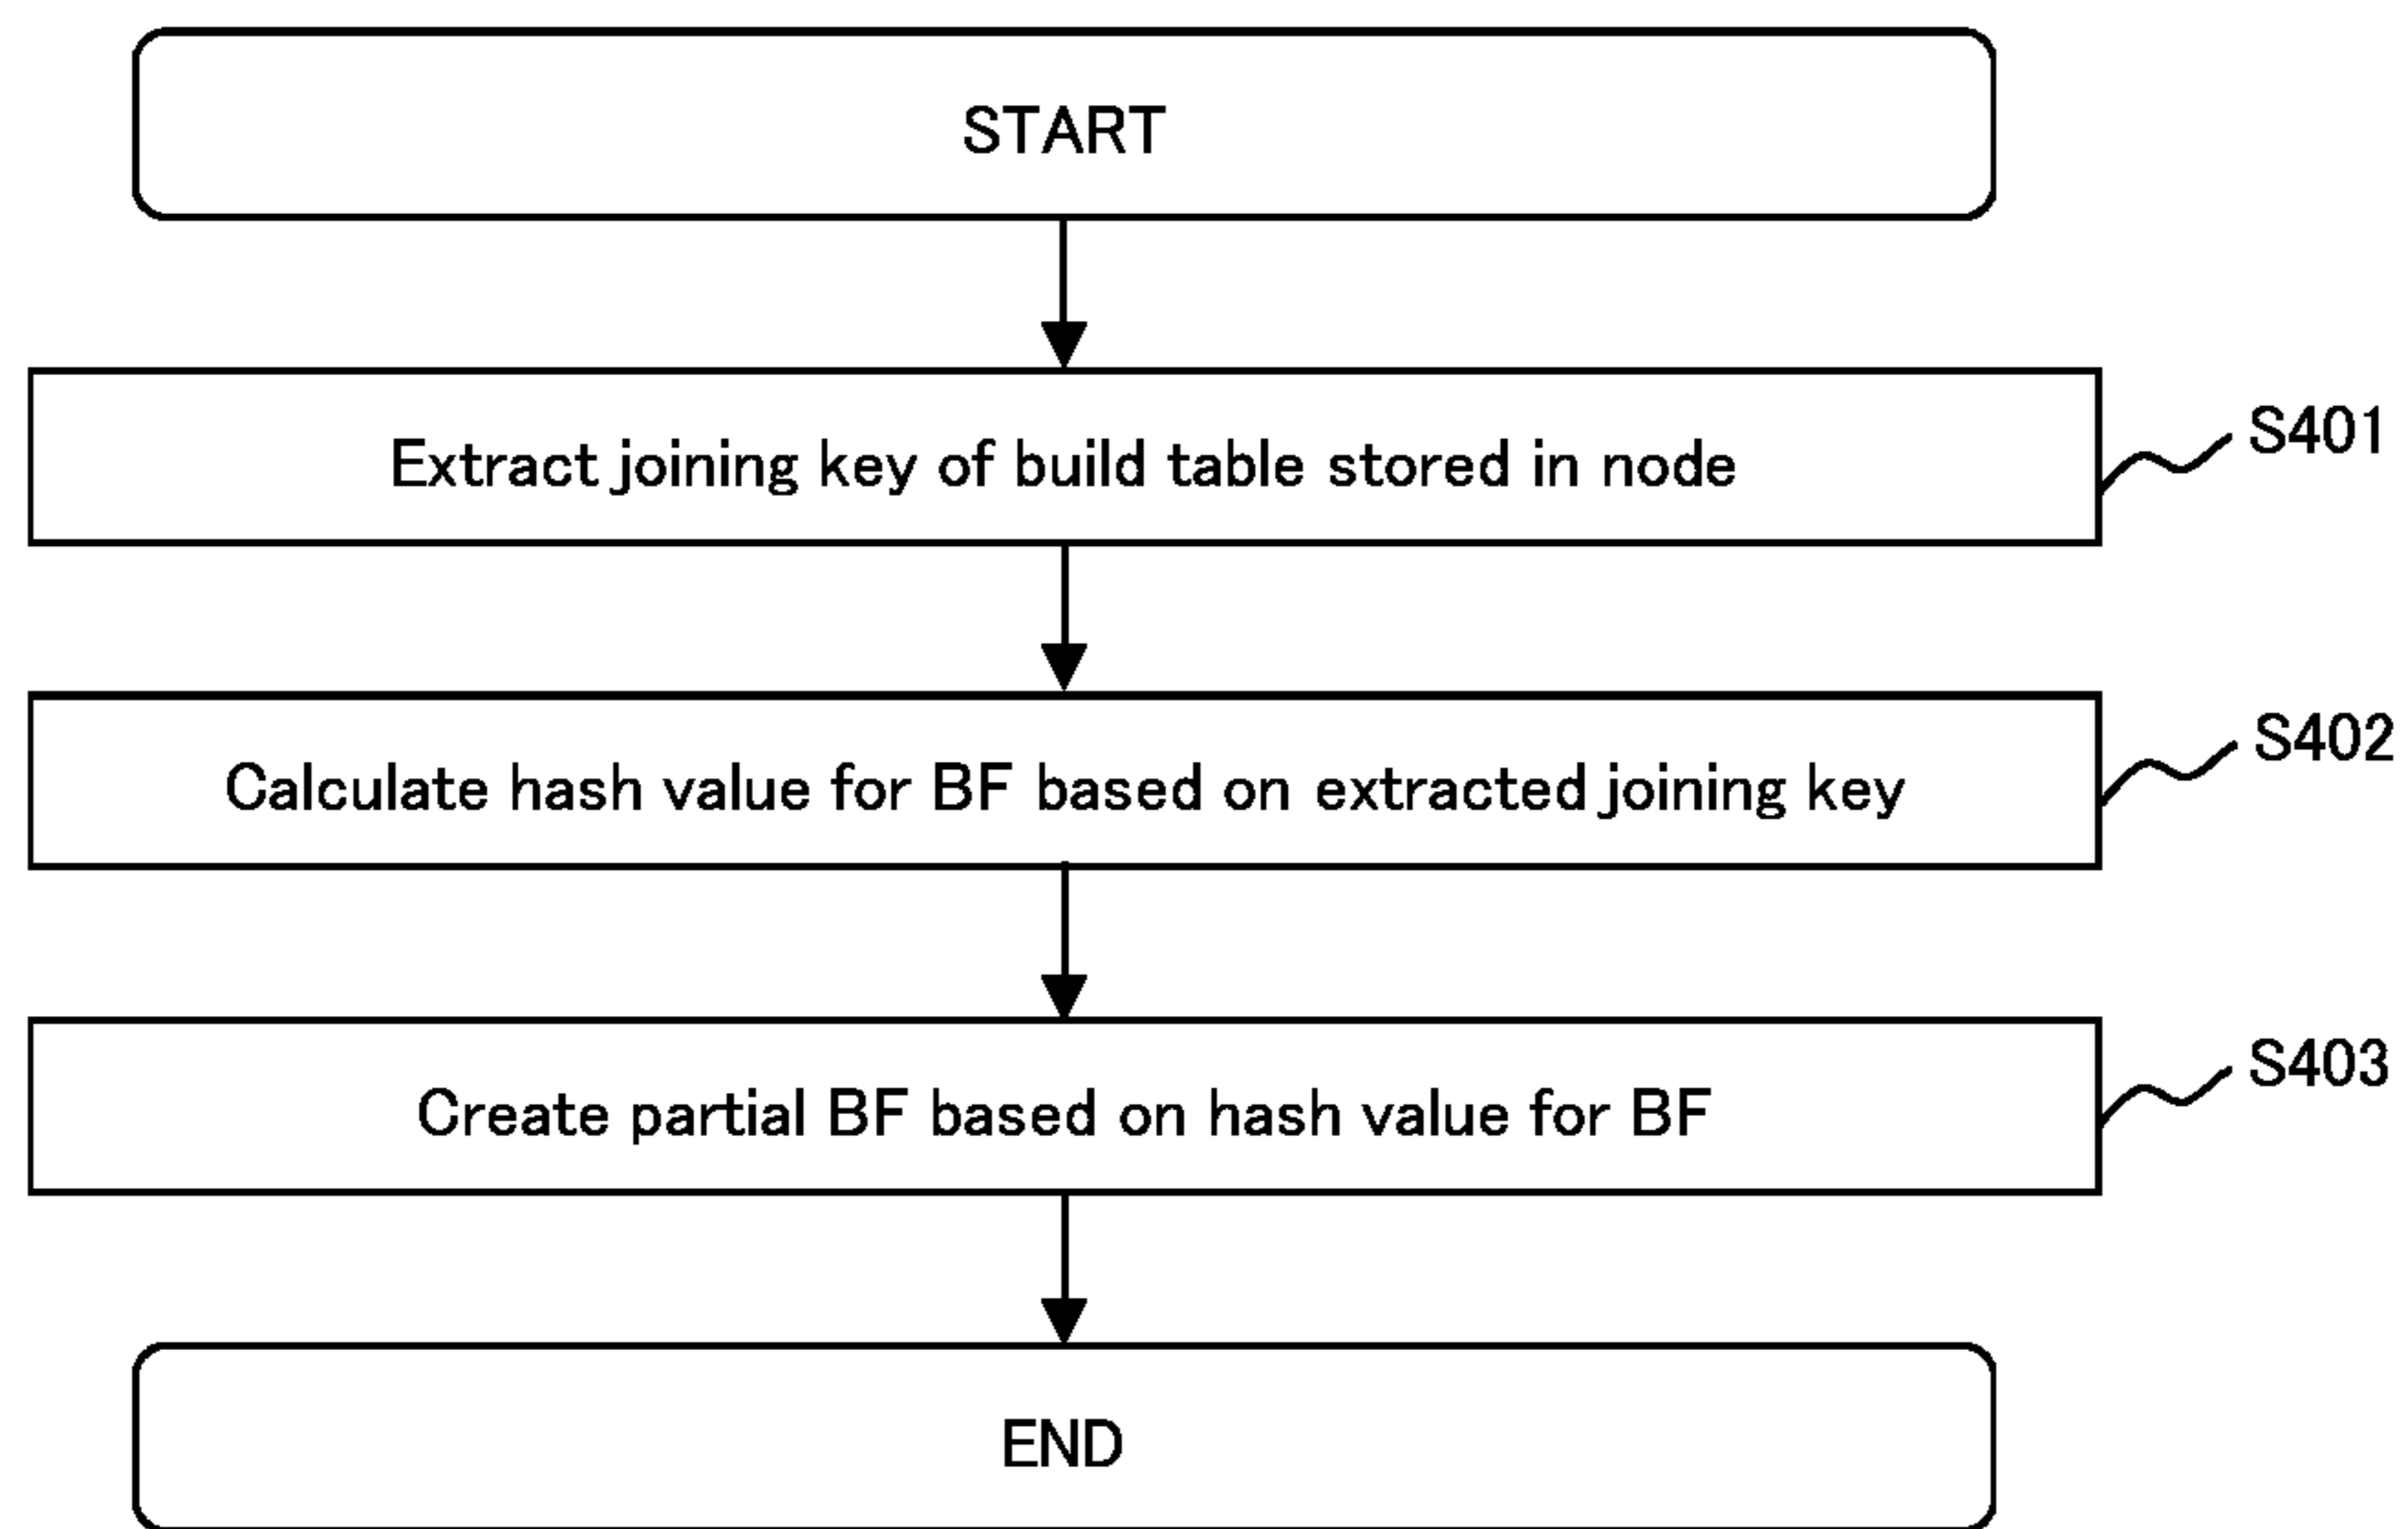 START
Extract joining key of build table stored in node
S401
Calculate hash value for BF based on extracted joining key
S402
Create partial BF based on hash value for BF
S403
END